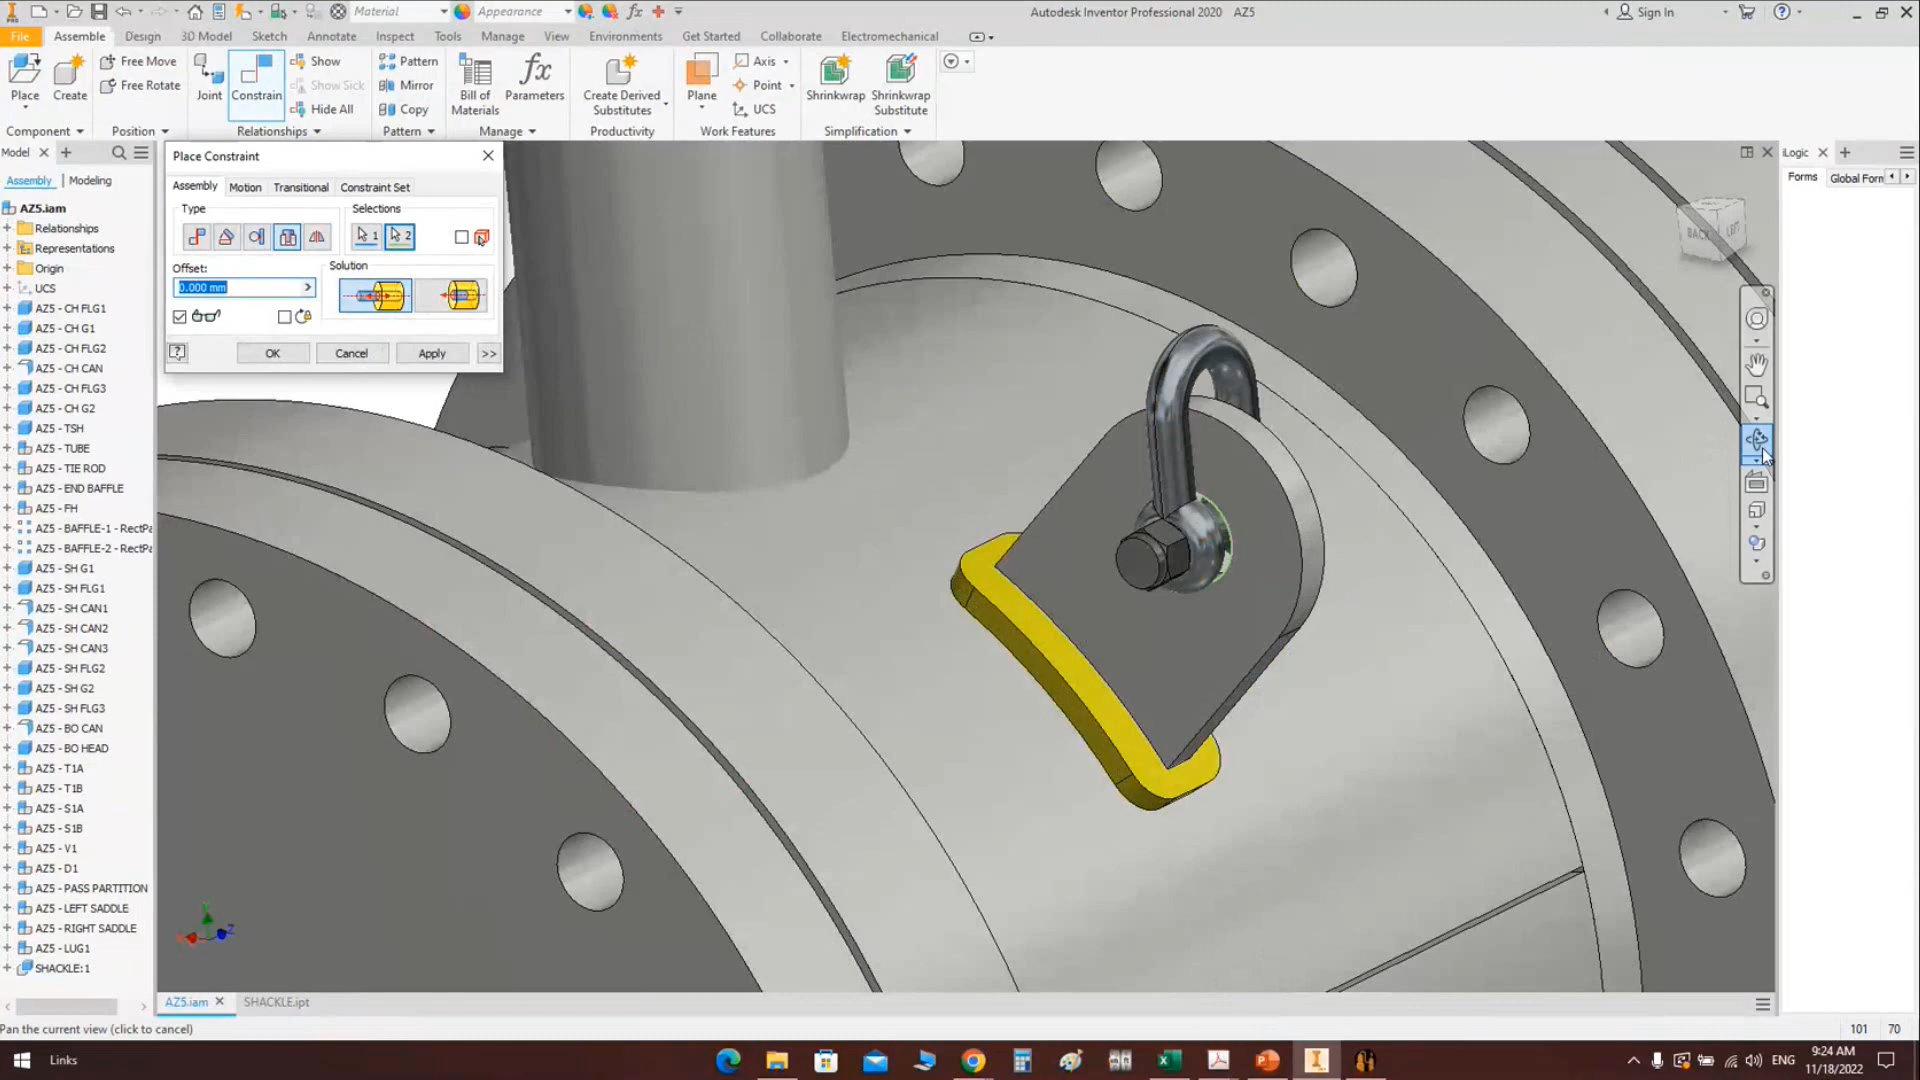 Material
Appearance
fx
Autodesk Inventor Professional 2020 AZ5
Sign In
File
Assemble
Design
3D Model
Sketch
Annotate
Inspect
Tools
Manage
View
Environments
Get Started
Collaborate
Electromechanical
Place
Create
Free Move
Free Rotate
Joint
Constrain
Show
Show Sick
Hide All
Pattern
Mirror
Copy
Bill of
Materials
fx
Parameters
Create Derived
Substitutes
Plane
Axis
Point
UCS
Shrinkwrap
Shrinkwrap
Substitute
Component
Position
Relationships
Pattern
Manage
Productivity
Work Features
Simplification
Model
Assembly
Modeling
AZ5.iam
Relationships
Representations
Origin
UCS
AZ5 - CH FLG1
AZ5 - CH G1
AZ5 - CH FLG2
AZ5 - CH CAN
AZ5 - CH FLG3
AZ5 - CH G2
AZ5 - TSH
AZ5 - TUBE
AZ5 - TIE ROD
AZ5 - END BAFFLE
AZ5 - FH
AZ5 - BAFFLE-1 - RectPa
AZ5 - BAFFLE-2 - RectPa
AZ5 - SH G1
AZ5 - SH FLG1
AZ5 - SH CAN1
AZ5 - SH CAN2
AZ5 - SH CAN3
AZ5 - SH FLG2
AZ5 - SH G2
AZ5 - SH FLG3
AZ5 - BO CAN
AZ5 - BO HEAD
AZ5 - T1A
AZ5 - T1B
AZ5 - S1A
AZ5 - S1B
AZ5 - V1
AZ5 - D1
AZ5 - PASS PARTITION
AZ5 - LEFT SADDLE
AZ5 - RIGHT SADDLE
AZ5 - LUG1
SHACKLE:1
Place Constraint
Assembly
Motion
Transitional
Constraint Set
Type
Selections
1
2
Offset:
0.000 mm
Solution
OK
Cancel
Apply
>>
BACK
LEFT
iLogic
Forms
Global Forn
AZ5.iam
SHACKLE.ipt
Pan the current view (click to cancel)
101
70
Links
ENG
9:24 AM
11/18/2022